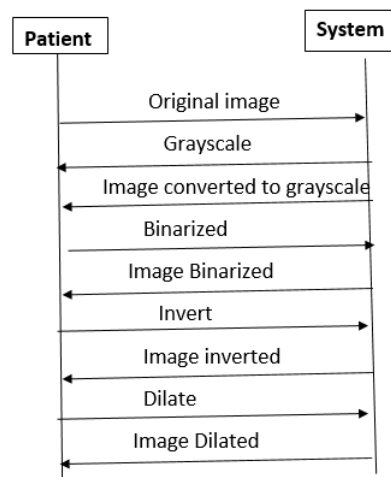 Patient
System
Original image
Grayscale
Image converted to grayscale
Binarized
Image Binarized
Invert
Image inverted
Dilate
Image Dilated